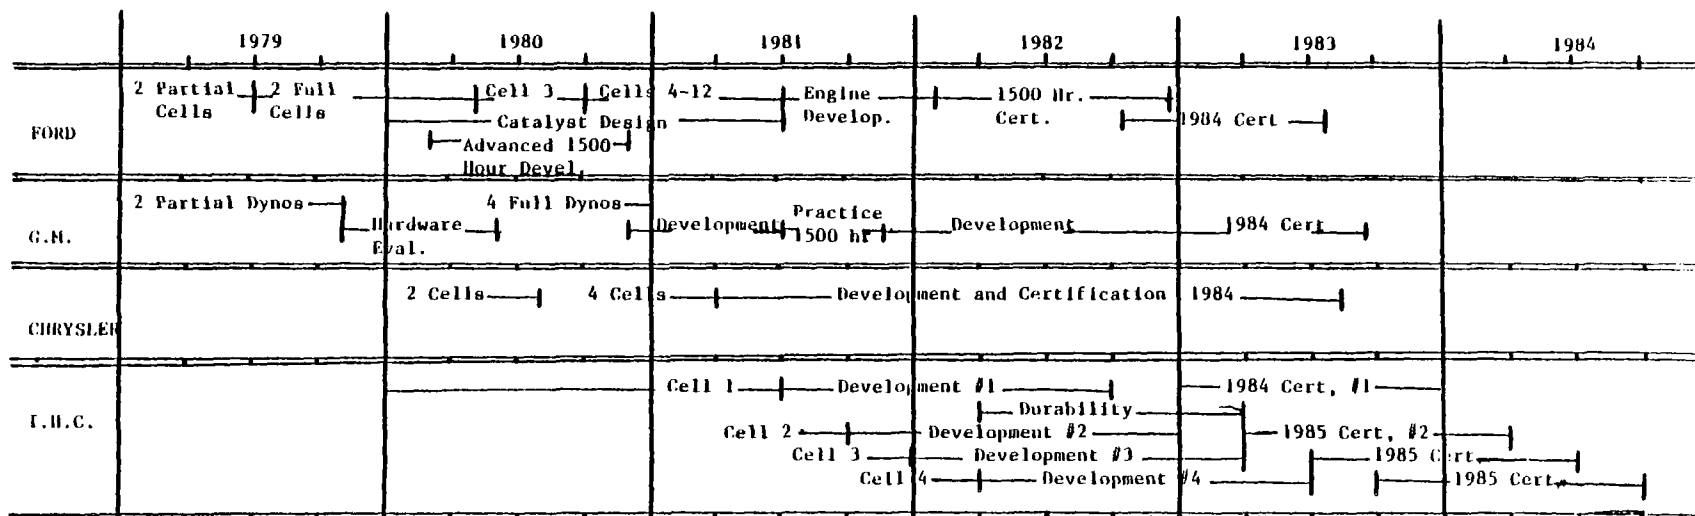 1979 1980 1981 1982 1983 1984
2 Partial 2 Full Cell 3 Cells 4-12 Engine 1500 Hr.
Cells Cells Develop. Cert.
Catalyst Design 1984 Cert
FORD
Advanced 1500
Hour Devel.
2 Partial Dynos 4 Full Dynos
Practice
Hardware Development 1500 hr Development 1984 Cert
G.M.
Eval.
2 Cells 4 Cells Development and Certification 1984
CHRYSLER
Cell 1 Development #1 1984 Cert, #1
Durability
I.H.C.
Cell 2 Development #2 1985 Cert, #2
Cell 3 Development #3 1985 Cert.
Cell 4 Development #4 1985 Cert.